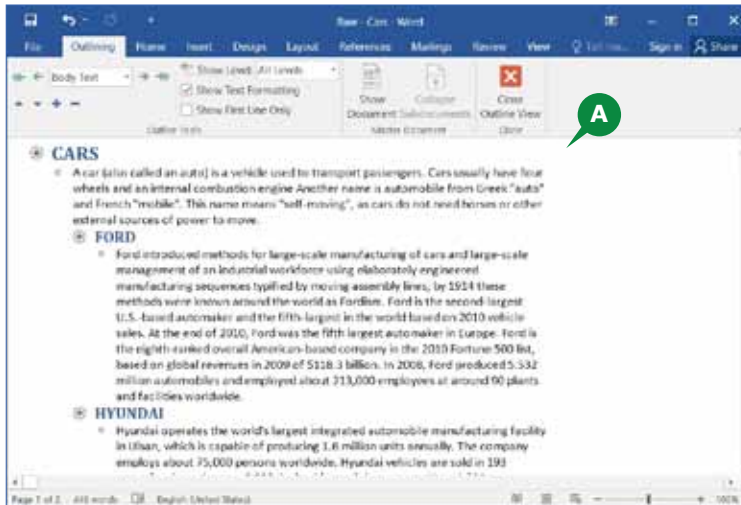 Cars - Word
File Outlining Home Insert Design Layout References Mailings Review View Tell me... Sign in Share
Body Text Show Level: All Levels
Show Text Formatting
Show First Line Only
Show Document Collapse Subdocuments Close Outline View
Outline Tools Master Document Close
A
CARS
A car (also called an auto) is a vehicle used to transport passengers. Cars usually have four
wheels and an internal combustion engine Another name is automobile from Greek "auto"
and French "mobile". This name means "self-moving", as cars do not need horses or other
external sources of power to move.
FORD
Ford introduced methods for large-scale manufacturing of cars and large-scale
management of an industrial workforce using elaborately engineered
manufacturing sequences typified by moving assembly lines, by 1914 these
methods were known around the world as Fordism. Ford is the second-largest
U.S.-based automaker and the fifth-largest in the world based on 2010 vehicle
sales. At the end of 2010, Ford was the fifth largest automaker in Europe. Ford is
the eighth-ranked overall American-based company in the 2010 Fortune 500 list,
based on global revenues in 2009 of $118.3 billion. In 2008, Ford produced 5.532
million automobiles and employed about 213,000 employees at around 90 plants
and facilities worldwide.
HYUNDAI
Hyundai operates the world's largest integrated automobile manufacturing facility
in Ulsan, which is capable of producing 1.6 million units annually. The company
employs about 75,000 persons worldwide. Hyundai vehicles are sold in 193
Page 1 of 2 words English (United States) 100%